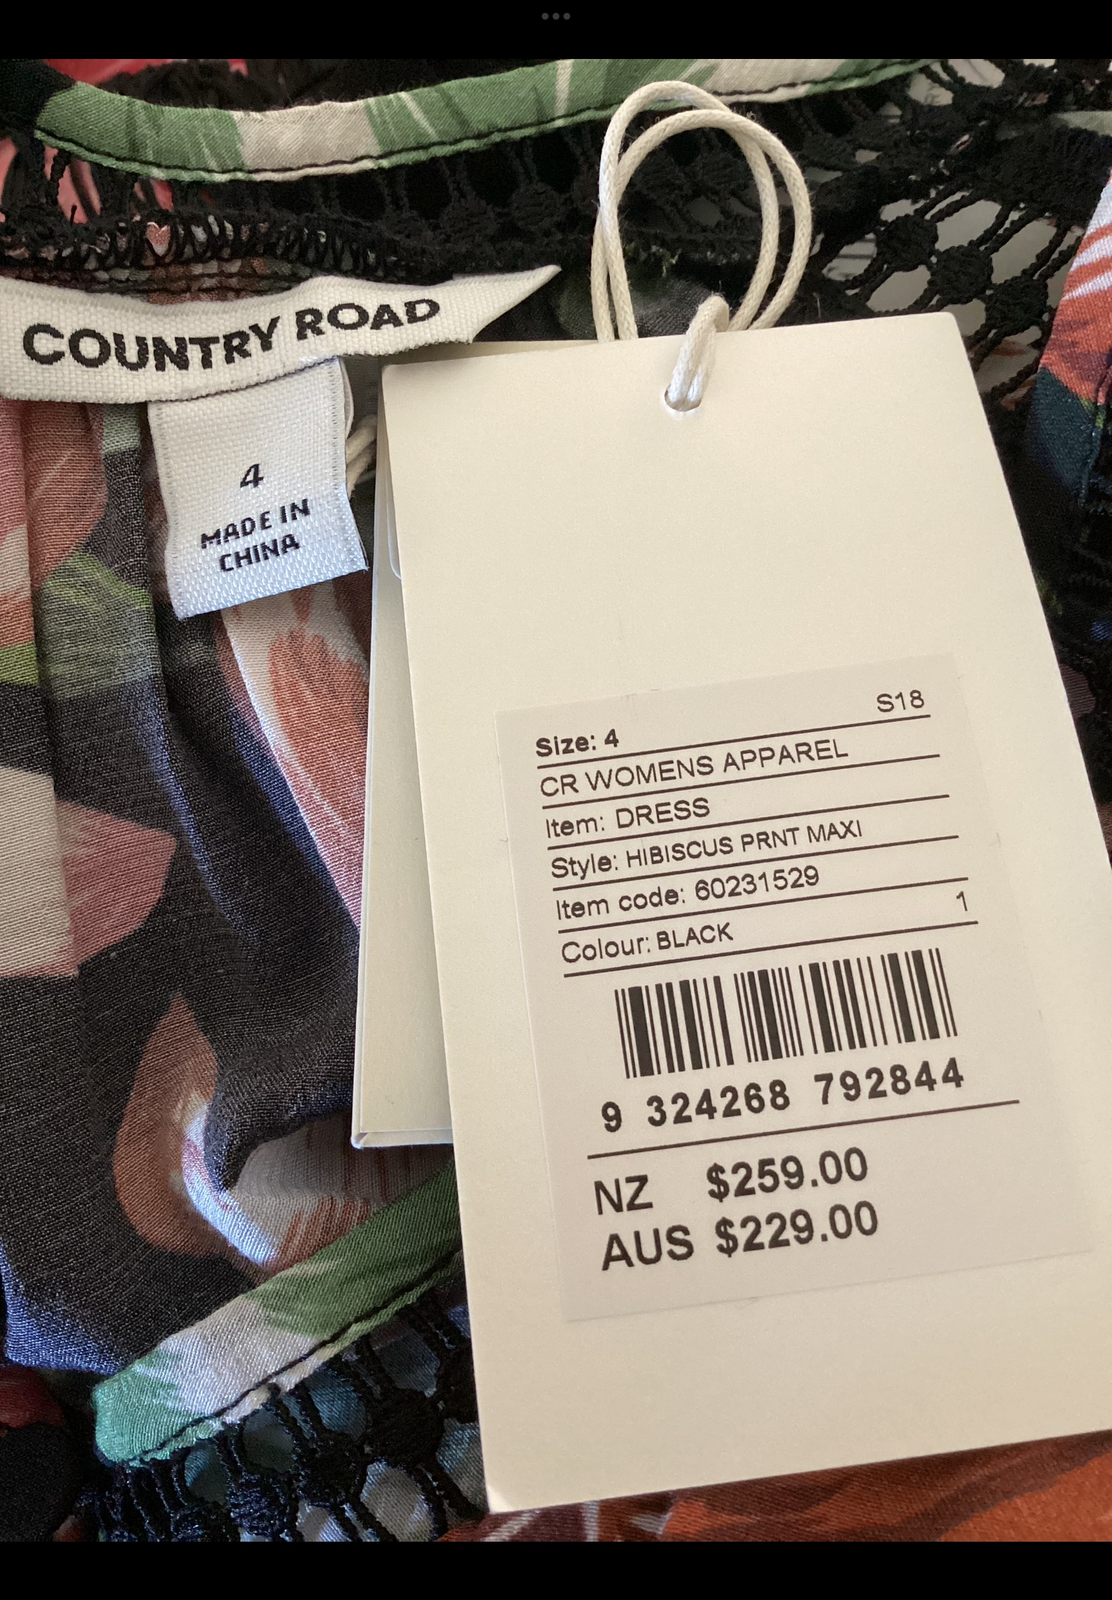 COUNTRY ROAD
4
MADE IN
CHINA
S18
Size: 4
CR WOMENS APPAREL
Item: DRESS
Style: HIBISCUS PRNT MAXI
Item code: 60231529
1
Colour: BLACK
9 324268 792844
NZ $259.00
AUS $229.00